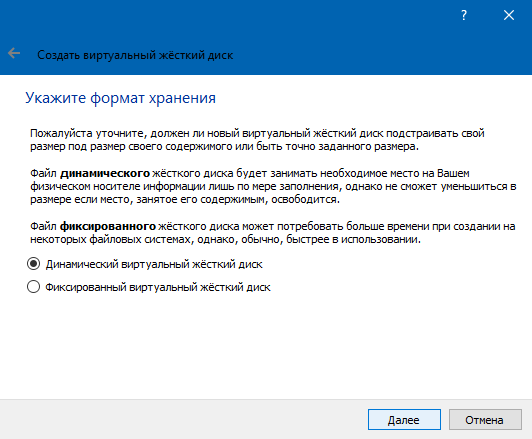 ?
Создать виртуальный жёсткий диск
Укажите формат хранения
Пожалуйста уточните, должен ли новый виртуальный жёсткий диск подстраивать свой
размер под размер своего содержимого или быть точно заданного размера.
Файл динамического жёсткого диска будет занимать необходимое место на Вашем
физическом носителе информации лишь по мере заполнения, однако не сможет уменьшиться в
размере если место, занятое его содержимым, освободится.
Файл фиксированного жёсткого диска может потребовать больше времени при создании на
некоторых файловых системах, однако, обычно, быстрее в использовании.
Динамический виртуальный жёсткий диск
Фиксированный виртуальный жёсткий диск
Далее
Отмена